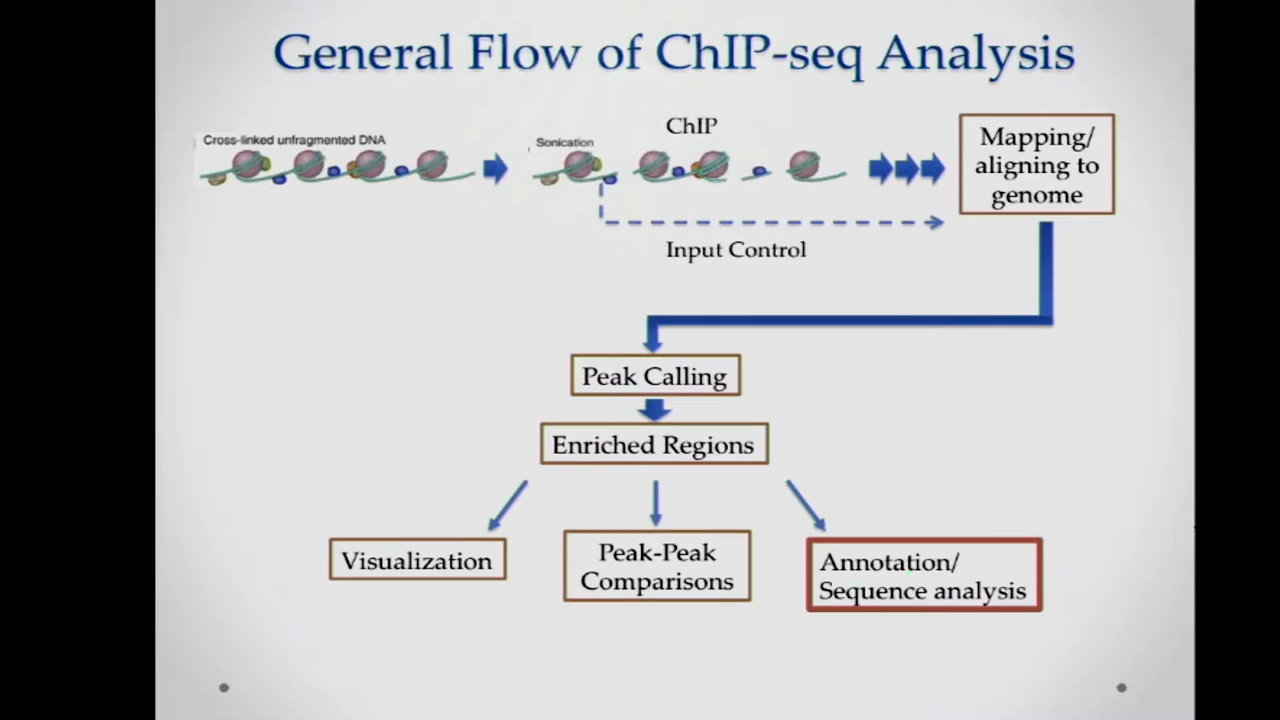 General Flow of ChIP-seq Analysis
Cross-linked unfragmented DNA
Sonication
ChIP
Mapping/
aligning to
genome
Input Control
Peak Calling
Enriched Regions
Visualization
Peak-Peak
Comparisons
Annotation/
Sequence analysis